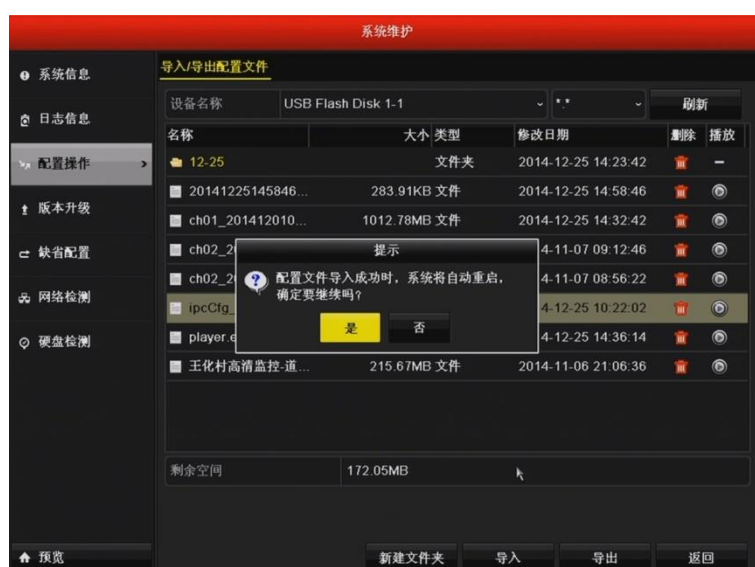 系统维护
系统信息
日志信息
配置操作
版本升级
缺省配置
网络检测
硬盘检测
预览
导入/导出配置文件
设备名称 USB Flash Disk 1-1 *.* 刷新
名称 大小 类型 修改日期 删除 播放
12-25 文件夹 2014-12-25 14:23:42 –
20141225145846... 283.91KB 文件 2014-12-25 14:58:46
ch01_201412010... 1012.78MB 文件 2014-12-25 14:32:42
ch02_2 4-11-07 09:12:46
ch02_2 4-11-07 08:56:22
ipcCfg_ 4-12-25 10:22:02
player.e 4-12-25 14:36:14
王化村高清监控-道... 215.67MB 文件 2014-11-06 21:06:36
提示
配置文件导入成功时，系统将自动重启，
确定要继续吗?
是 否
剩余空间 172.05MB
新建文件夹 导入 导出 返回